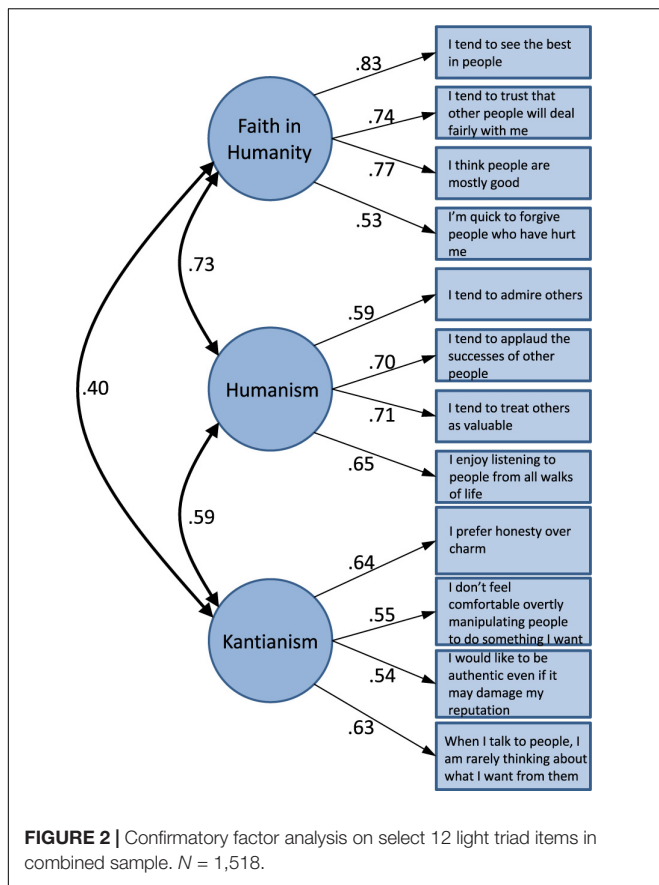 .83
I tend to see the best
in people
.74
I tend to trust that
other people will deal
fairly with me
Faith in
Humanity
.77
I think people are
mostly good
.53
I'm quick to forgive
people who have hurt
me
.73
.59
I tend to admire others
.70
I tend to applaud the
successes of other
people
.40
Humanism
.71
I tend to treat others
as valuable
.65
I enjoy listening to
people from all walks
of life
.59
.64
I prefer honesty over
charm
.55
I don't feel
comfortable overtly
manipulating people
to do something I want
Kantianism
.54
I would like to be
authentic even if it
may damage my
reputation
.63
When I talk to people, I
am rarely thinking about
what I want from them
FIGURE 2 | Confirmatory factor analysis on select 12 light triad items in
combined sample. N = 1,518.